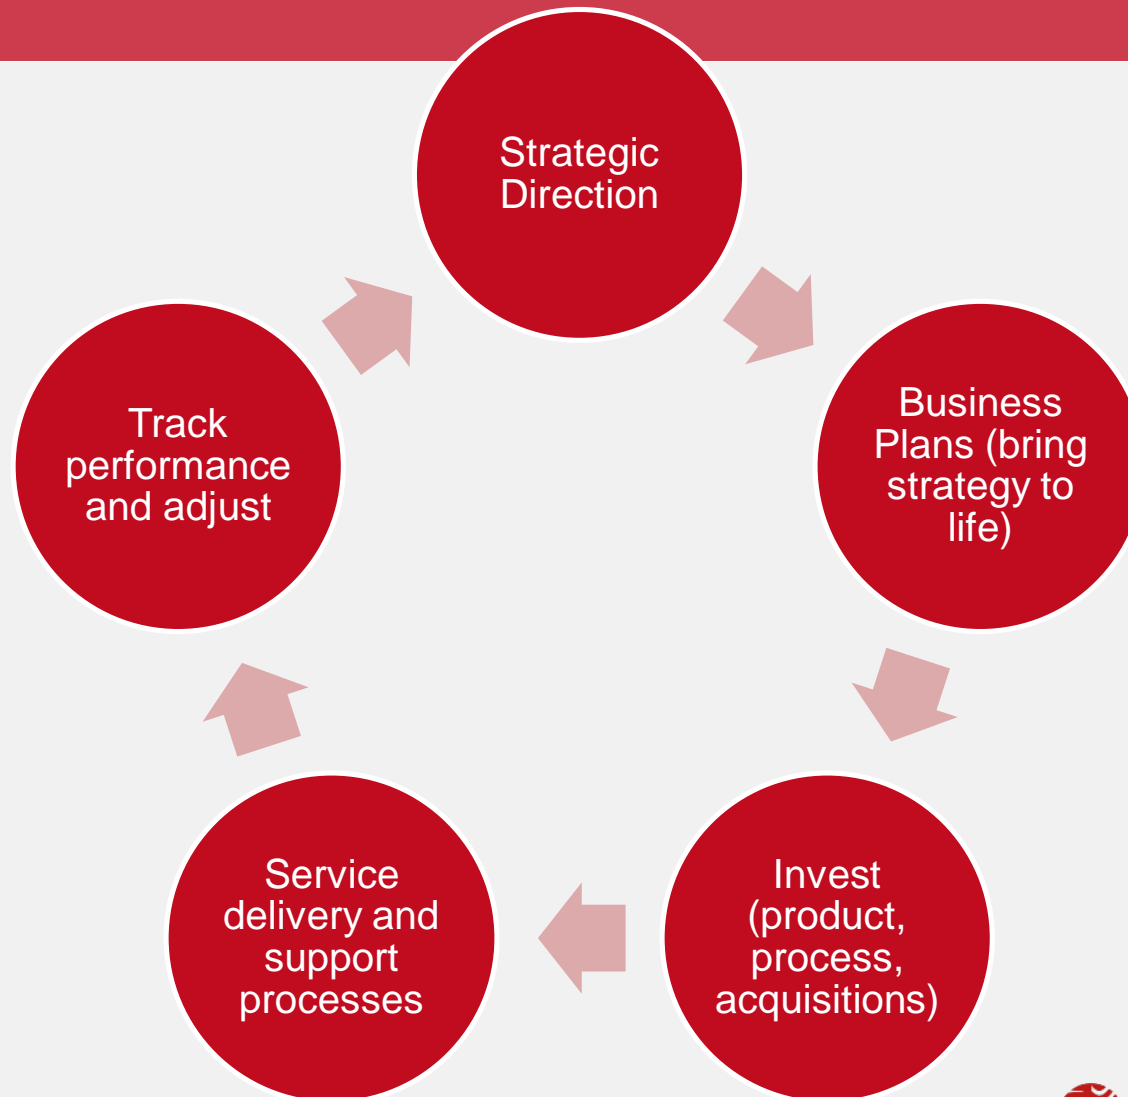 Strategic
Direction
Business
Plans (bring
strategy to
life)
Invest
(product,
process,
acquisitions)
Service
delivery and
support
processes
Track
performance
and adjust